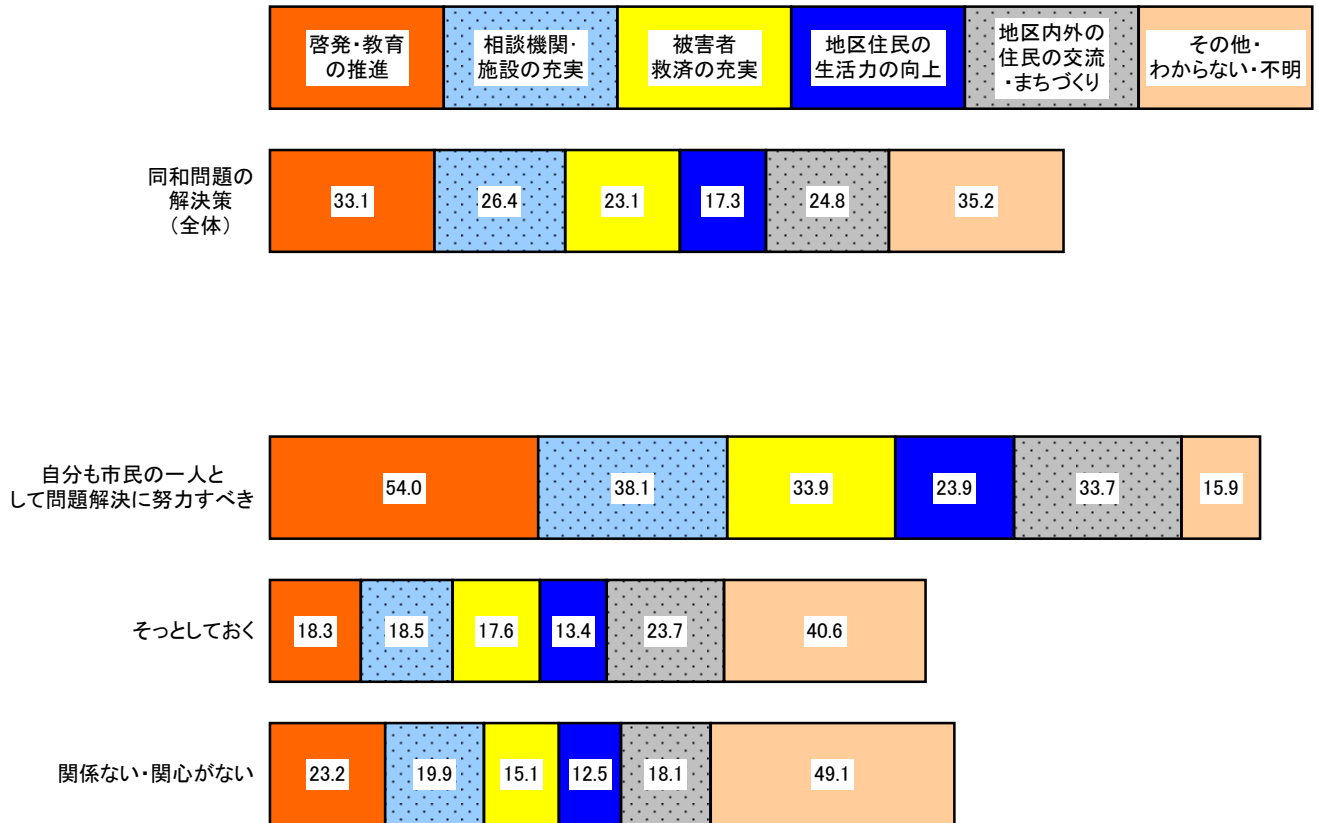 啓発・教育
の推進
相談機関・
施設の充実
被害者
救済の充実
地区住民の
生活力の向上
地区内外の
住民の交流
・まちづくり
その他・
わからない・不明
同和問題の
解決策
（全体）
33.1
26.4
23.1
17.3
24.8
35.2
自分も市民の一人と
して問題解決に努力すべき
54.0
38.1
33.9
23.9
33.7
15.9
そっとしておく
18.3
18.5
17.6
13.4
23.7
40.6
関係ない・関心がない
23.2
19.9
15.1
12.5
18.1
49.1